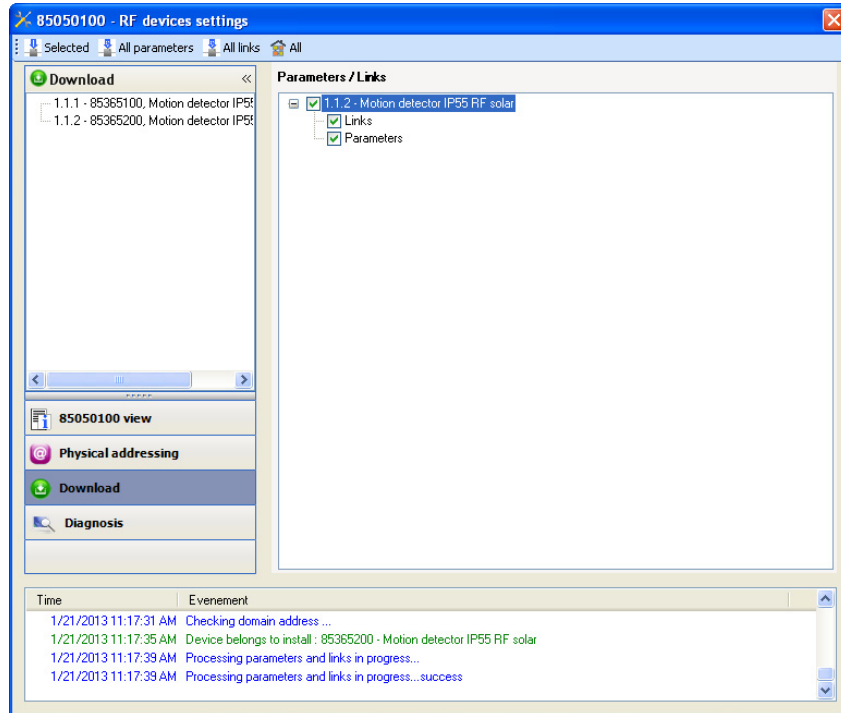 85050100 - RF devices settings
Selected All parameters All links All
Download
1.1.1 - 85365100, Motion detector IP55
1.1.2 - 85365200, Motion detector IP55
85050100 view
Physical addressing
Download
Diagnosis
Parameters / Links
1.1.2 - Motion detector IP55 RF solar
Links
Parameters
Time Evenement
1/21/2013 11:17:31 AM Checking domain address ...
1/21/2013 11:17:35 AM Device belongs to install : 85365200 - Motion detector IP55 RF solar
1/21/2013 11:17:39 AM Processing parameters and links in progress...
1/21/2013 11:17:39 AM Processing parameters and links in progress...success